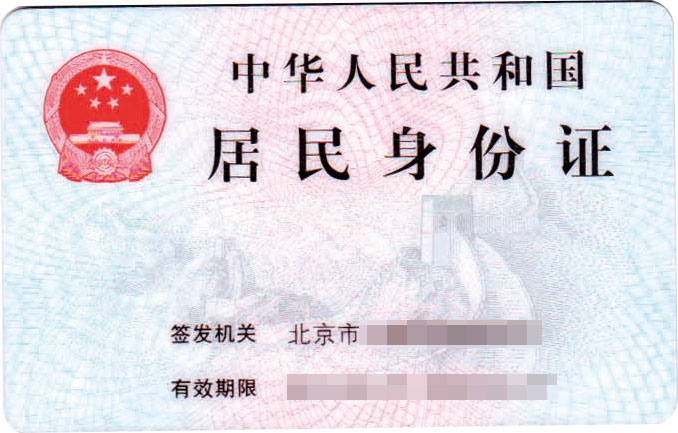 中华人民共和国
居民身份证
签发机关 北京市
有效期限